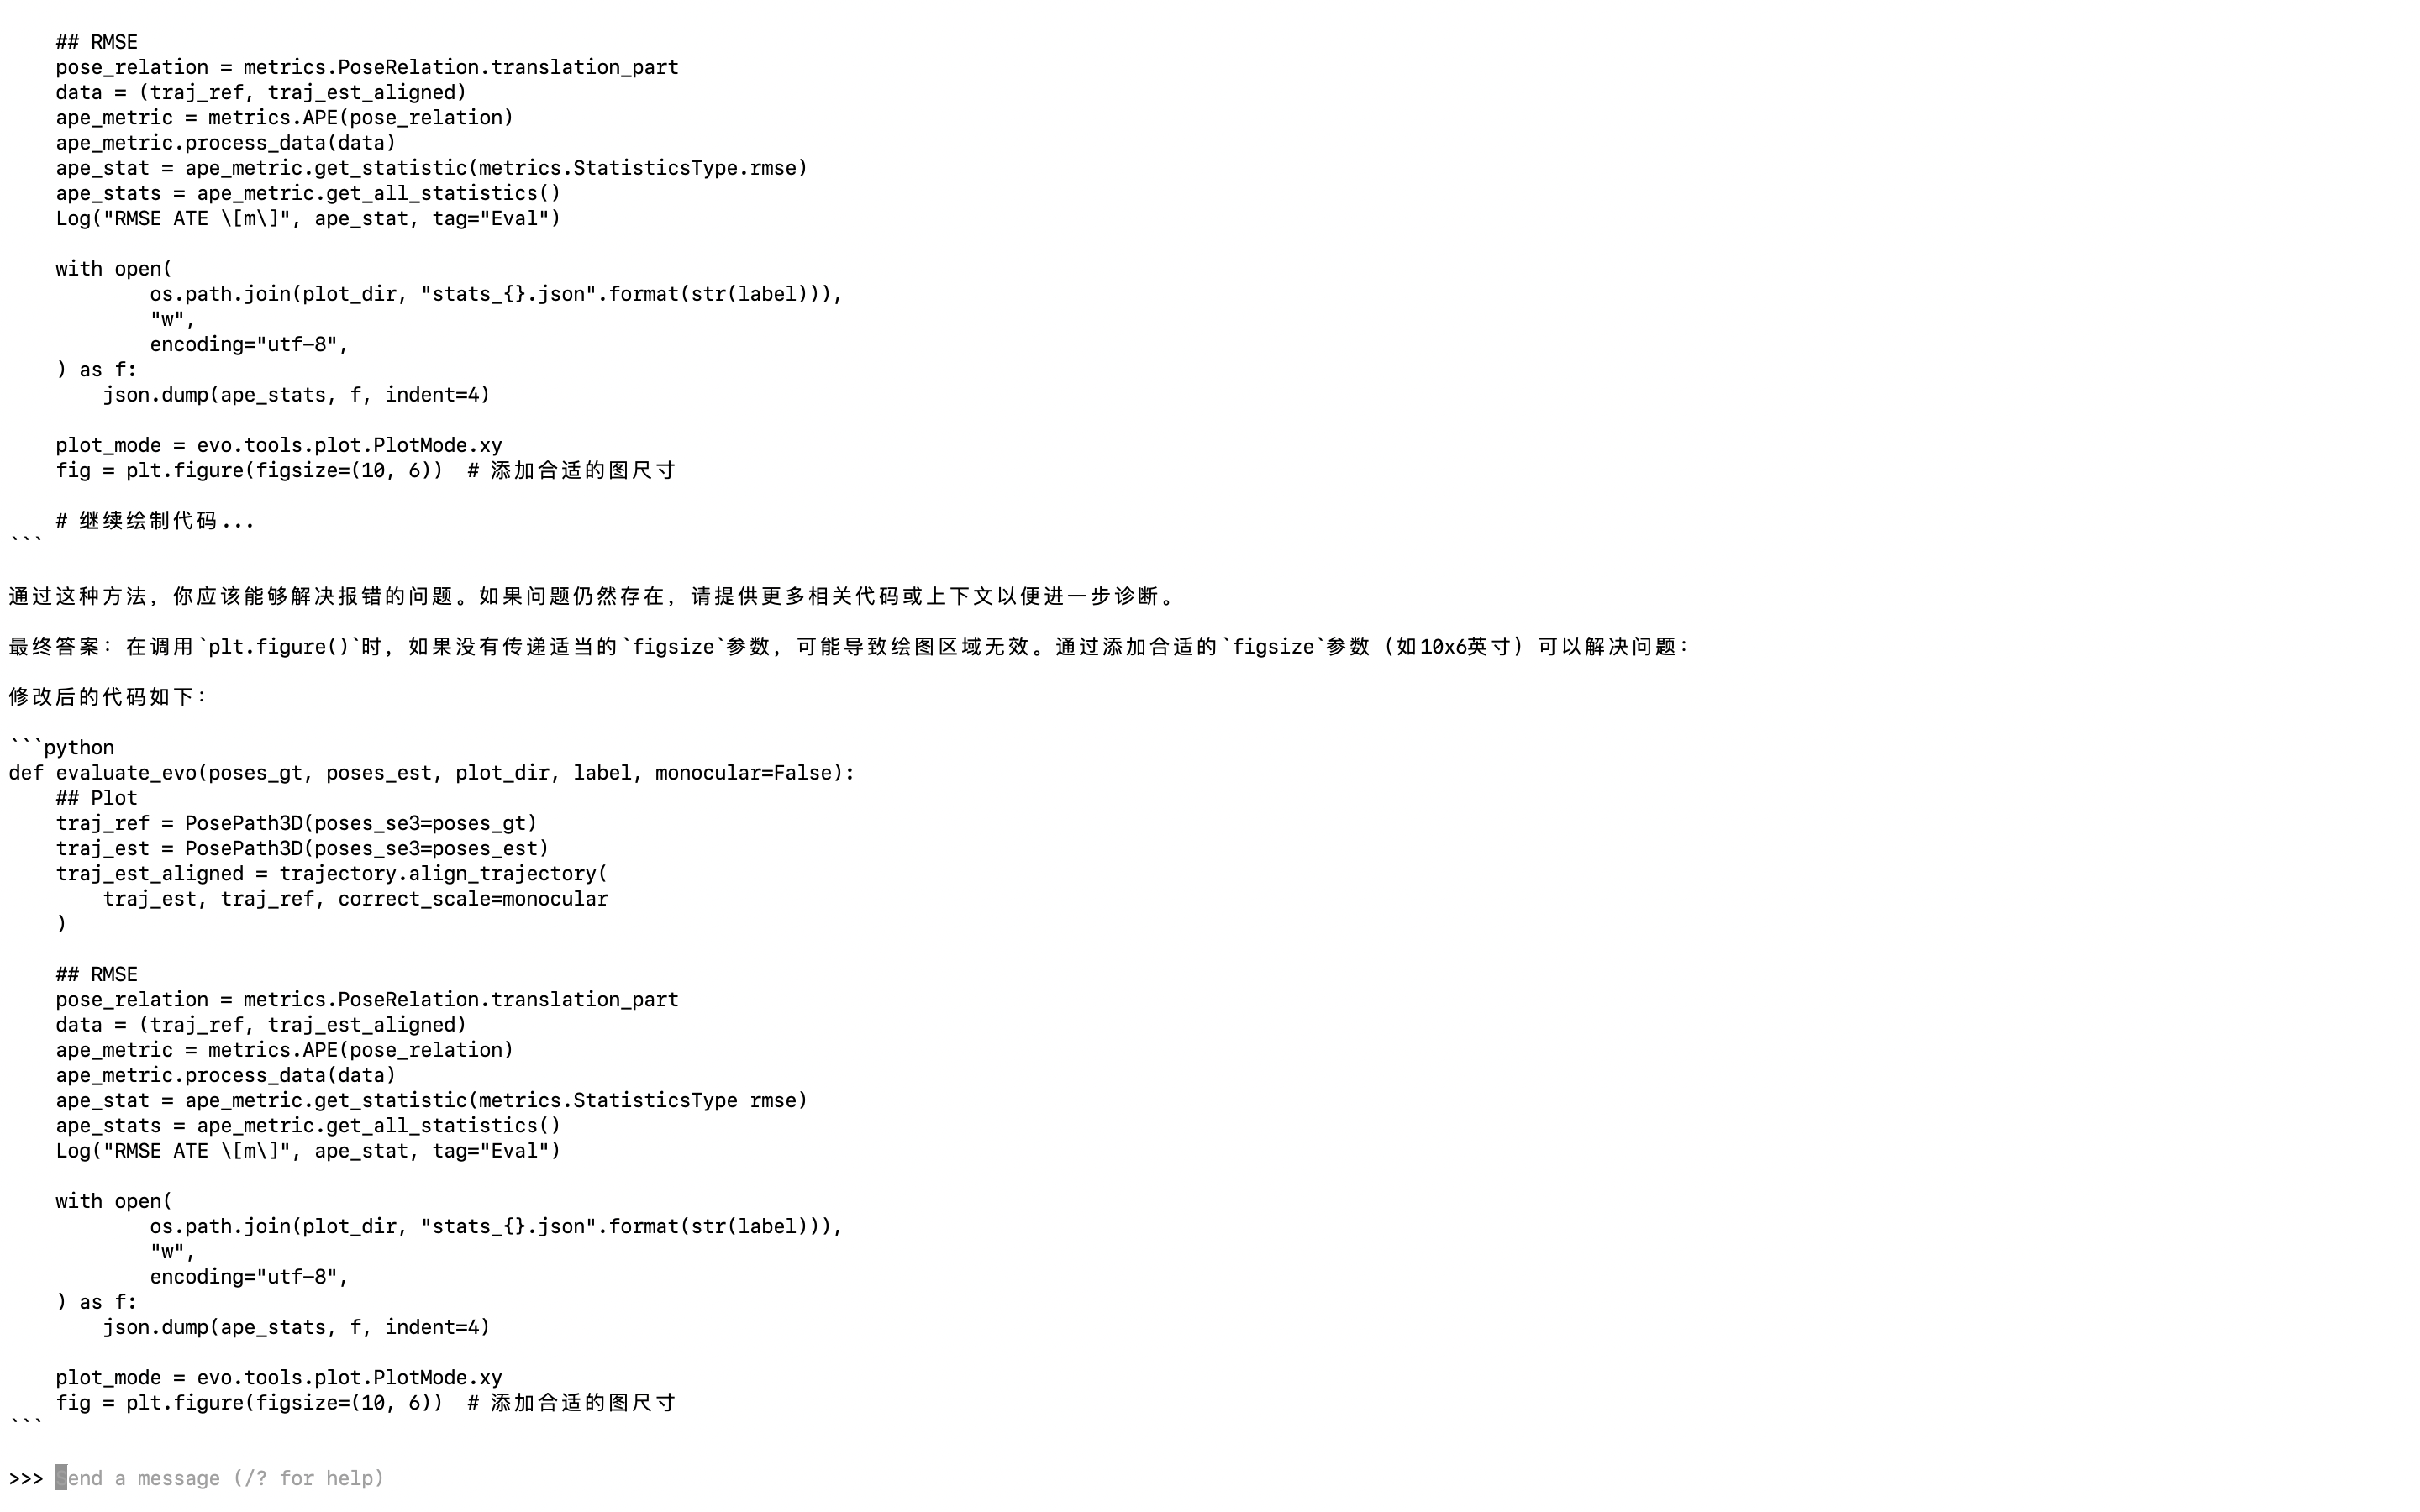 ## RMSE
    pose_relation = metrics.PoseRelation.translation_part
    data = (traj_ref, traj_est_aligned)
    ape_metric = metrics.APE(pose_relation)
    ape_metric.process_data(data)
    ape_stat = ape_metric.get_statistic(metrics.StatisticsType.rmse)
    ape_stats = ape_metric.get_all_statistics()
    Log("RMSE ATE \[m\]", ape_stat, tag="Eval")

    with open(
            os.path.join(plot_dir, "stats_{}.json".format(str(label))),
            "w",
            encoding="utf-8",
    ) as f:
        json.dump(ape_stats, f, indent=4)

    plot_mode = evo.tools.plot.PlotMode.xy
    fig = plt.figure(figsize=(10, 6))  # 添加合适的图尺寸

    # 继续绘制代码...
```

通过这种方法，你应该能够解决报错的问题。如果问题仍然存在，请提供更多相关代码或上下文以便进一步诊断。

最终答案：在调用`plt.figure()`时，如果没有传递适当的`figsize`参数，可能导致绘图区域无效。通过添加合适的`figsize`参数（如10x6英寸）可以解决问题：

修改后的代码如下：

```python
def evaluate_evo(poses_gt, poses_est, plot_dir, label, monocular=False):
    ## Plot
    traj_ref = PosePath3D(poses_se3=poses_gt)
    traj_est = PosePath3D(poses_se3=poses_est)
    traj_est_aligned = trajectory.align_trajectory(
        traj_est, traj_ref, correct_scale=monocular
    )

    ## RMSE
    pose_relation = metrics.PoseRelation.translation_part
    data = (traj_ref, traj_est_aligned)
    ape_metric = metrics.APE(pose_relation)
    ape_metric.process_data(data)
    ape_stat = ape_metric.get_statistic(metrics.StatisticsType rmse)
    ape_stats = ape_metric.get_all_statistics()
    Log("RMSE ATE \[m\]", ape_stat, tag="Eval")

    with open(
            os.path.join(plot_dir, "stats_{}.json".format(str(label))),
            "w",
            encoding="utf-8",
    ) as f:
        json.dump(ape_stats, f, indent=4)

    plot_mode = evo.tools.plot.PlotMode.xy
    fig = plt.figure(figsize=(10, 6))  # 添加合适的图尺寸
```

>>> Send a message (/? for help)